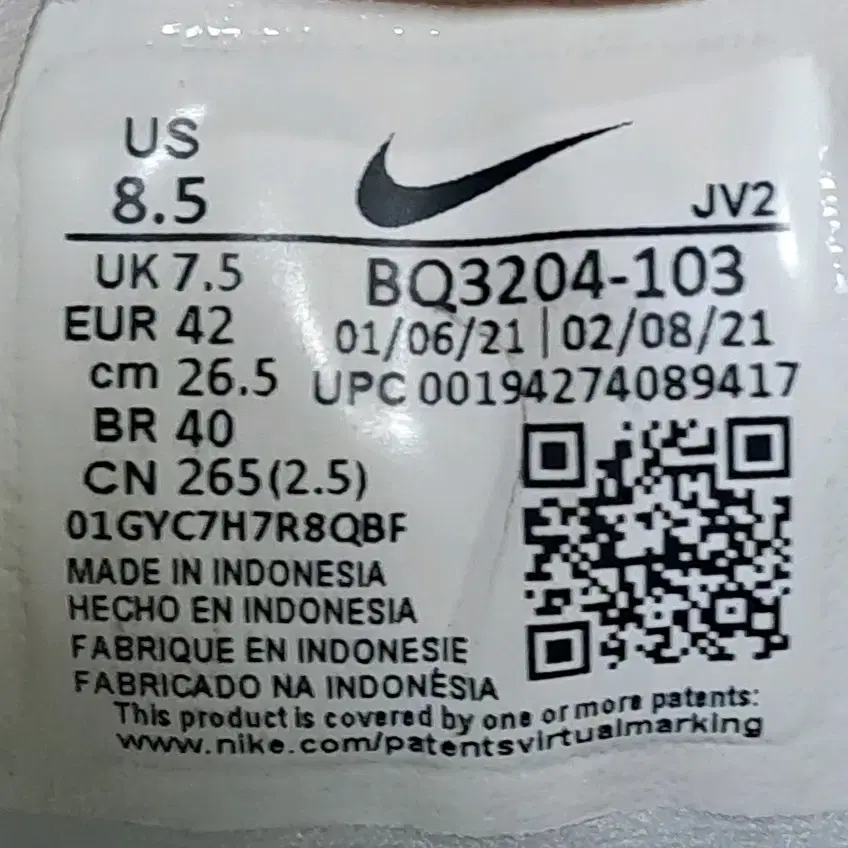 US
8.5
JV2
UK 7.5
EUR 42
cm 26.5
BR 40
CN 265(2.5)
BQ3204-103
01/06/21 | 02/08/21
UPC 00194274089417
01GYC7H7R8QBF
MADE IN INDONESIA
HECHO EN INDONESIA
FABRIQUE EN INDONESIE
FABRICADO NA INDONÉSIA
This product is covered by one or more patents:
www.nike.com/patentsvirtualmarking